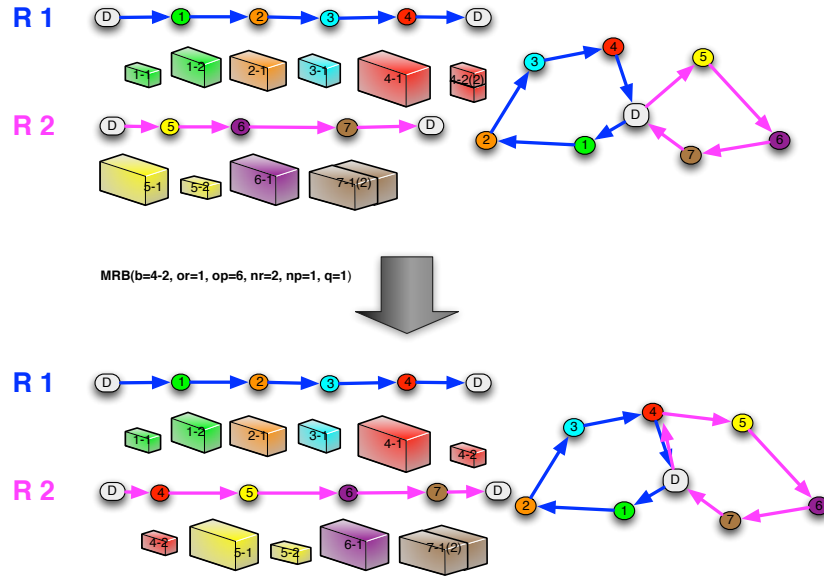 R 1 D 1 2 3 4 D
1-1 1-2 2-1 3-1 4-1 4-2(2)
R 2 D 5 6 7 D
5-1 5-2 6-1 7-1(2)
4 3 5 D 2 1 7 6
MRB(b=4-2, or=1, op=6, nr=2, np=1, q=1)
R 1 D 1 2 3 4 D
1-1 1-2 2-1 3-1 4-1 4-2
R 2 D 4 5 6 7 D
4-2 5-1 5-2 6-1 7-1(2)
4 3 5 D 2 1 7 6